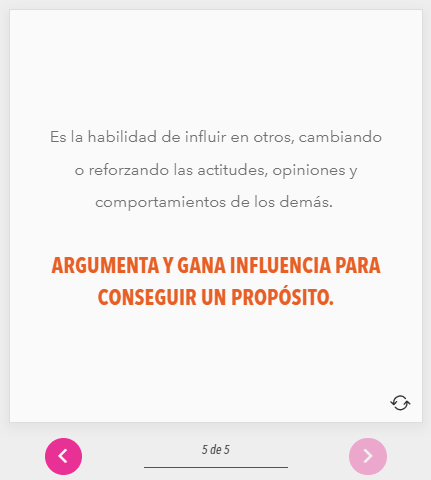 Es la habilidad de influir en otros, cambiando
o reforzando las actitudes, opiniones y
comportamientos de los demás.
ARGUMENTA Y GANA INFLUENCIA PARA
CONSEGUIR UN PROPÓSITO.
5 de 5